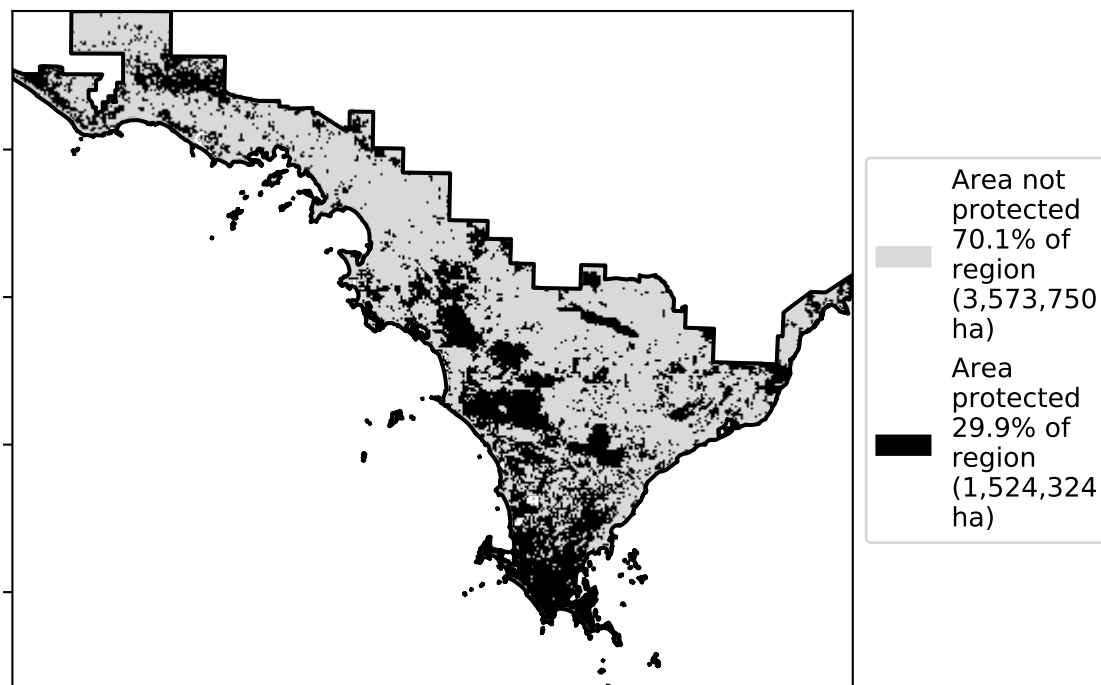 Area not
protected
70.1% of
region
(3,573,750
ha)
Area
protected
29.9% of
region
(1,524,324
ha)